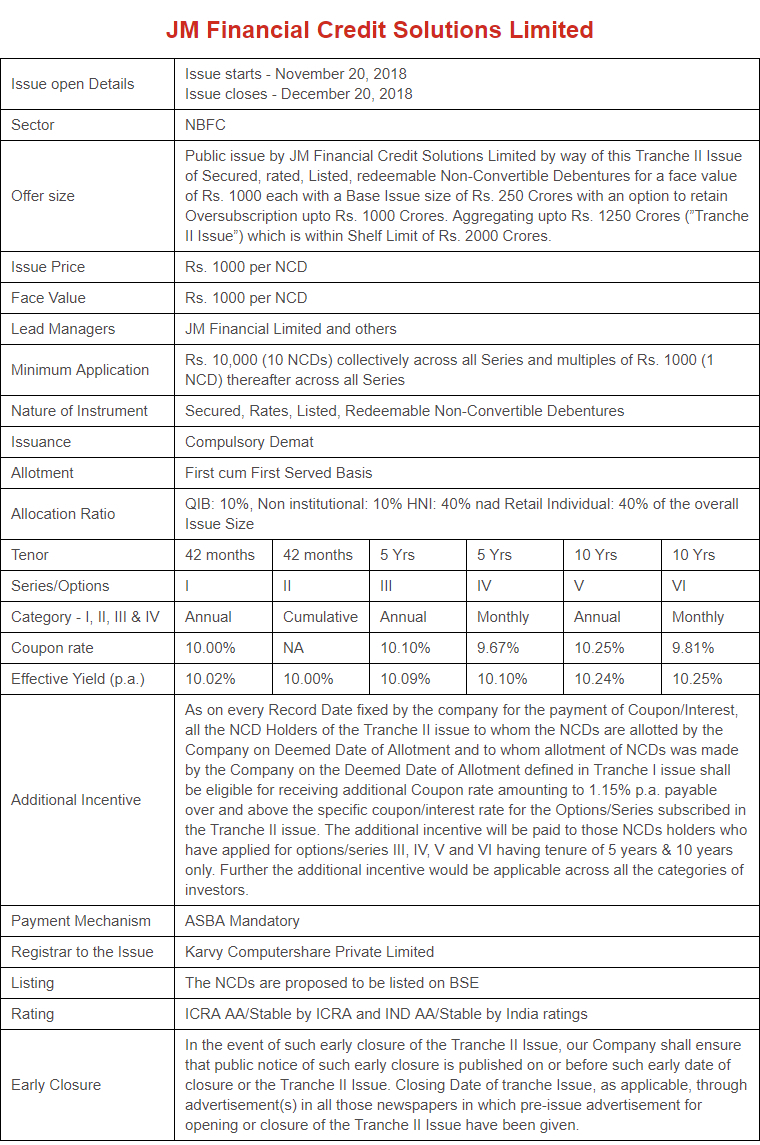 JM Financial Credit Solutions Limited
Issue open Details
Issue starts - November 20, 2018
Issue closes - December 20, 2018
Sector
NBFC
Offer size
Public issue by JM Financial Credit Solutions Limited by way of this Tranche II Issue
of Secured, rated, Listed, redeemable Non-Convertible Debentures for a face value
of Rs. 1000 each with a Base Issue size of Rs. 250 Crores with an option to retain
Oversubscription upto Rs. 1000 Crores. Aggregating upto Rs. 1250 Crores (”Tranche
II Issue”) which is within Shelf Limit of Rs. 2000 Crores.
Issue Price
Rs. 1000 per NCD
Face Value
Rs. 1000 per NCD
Lead Managers
JM Financial Limited and others
Minimum Application
Rs. 10,000 (10 NCDs) collectively across all Series and multiples of Rs. 1000 (1
NCD) thereafter across all Series
Nature of Instrument
Secured, Rates, Listed, Redeemable Non-Convertible Debentures
Issuance
Compulsory Demat
Allotment
First cum First Served Basis
Allocation Ratio
QIB: 10%, Non institutional: 10% HNI: 40% nad Retail Individual: 40% of the overall
Issue Size
Tenor 42 months 42 months 5 Yrs 5 Yrs 10 Yrs 10 Yrs
Series/Options I II III IV V VI
Category - I, II, III & IV Annual Cumulative Annual Monthly Annual Monthly
Coupon rate 10.00% NA 10.10% 9.67% 10.25% 9.81%
Effective Yield (p.a.) 10.02% 10.00% 10.09% 10.10% 10.24% 10.25%
Additional Incentive
As on every Record Date fixed by the company for the payment of Coupon/Interest,
all the NCD Holders of the Tranche II issue to whom the NCDs are allotted by the
Company on Deemed Date of Allotment and to whom allotment of NCDs was made
by the Company on the Deemed Date of Allotment defined in Tranche I issue shall
be eligible for receiving additional Coupon rate amounting to 1.15% p.a. payable
over and above the specific coupon/interest rate for the Options/Series subscribed in
the Tranche II issue. The additional incentive will be paid to those NCDs holders who
have applied for options/series III, IV, V and VI having tenure of 5 years & 10 years
only. Further the additional incentive would be applicable across all the categories of
investors.
Payment Mechanism
ASBA Mandatory
Registrar to the Issue
Karvy Computershare Private Limited
Listing
The NCDs are proposed to be listed on BSE
Rating
ICRA AA/Stable by ICRA and IND AA/Stable by India ratings
Early Closure
In the event of such early closure of the Tranche II Issue, our Company shall ensure
that public notice of such early closure is published on or before such early date of
closure or the Tranche II Issue. Closing Date of tranche Issue, as applicable, through
advertisement(s) in all those newspapers in which pre-issue advertisement for
opening or closure of the Tranche II Issue have been given.